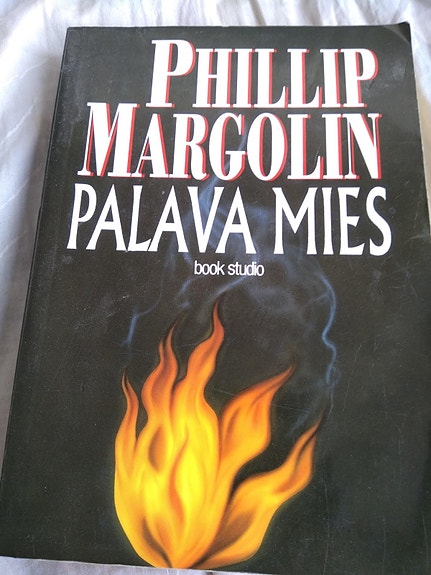 PHILLIP
MARGOLIN
PALAVA MIES
book studio